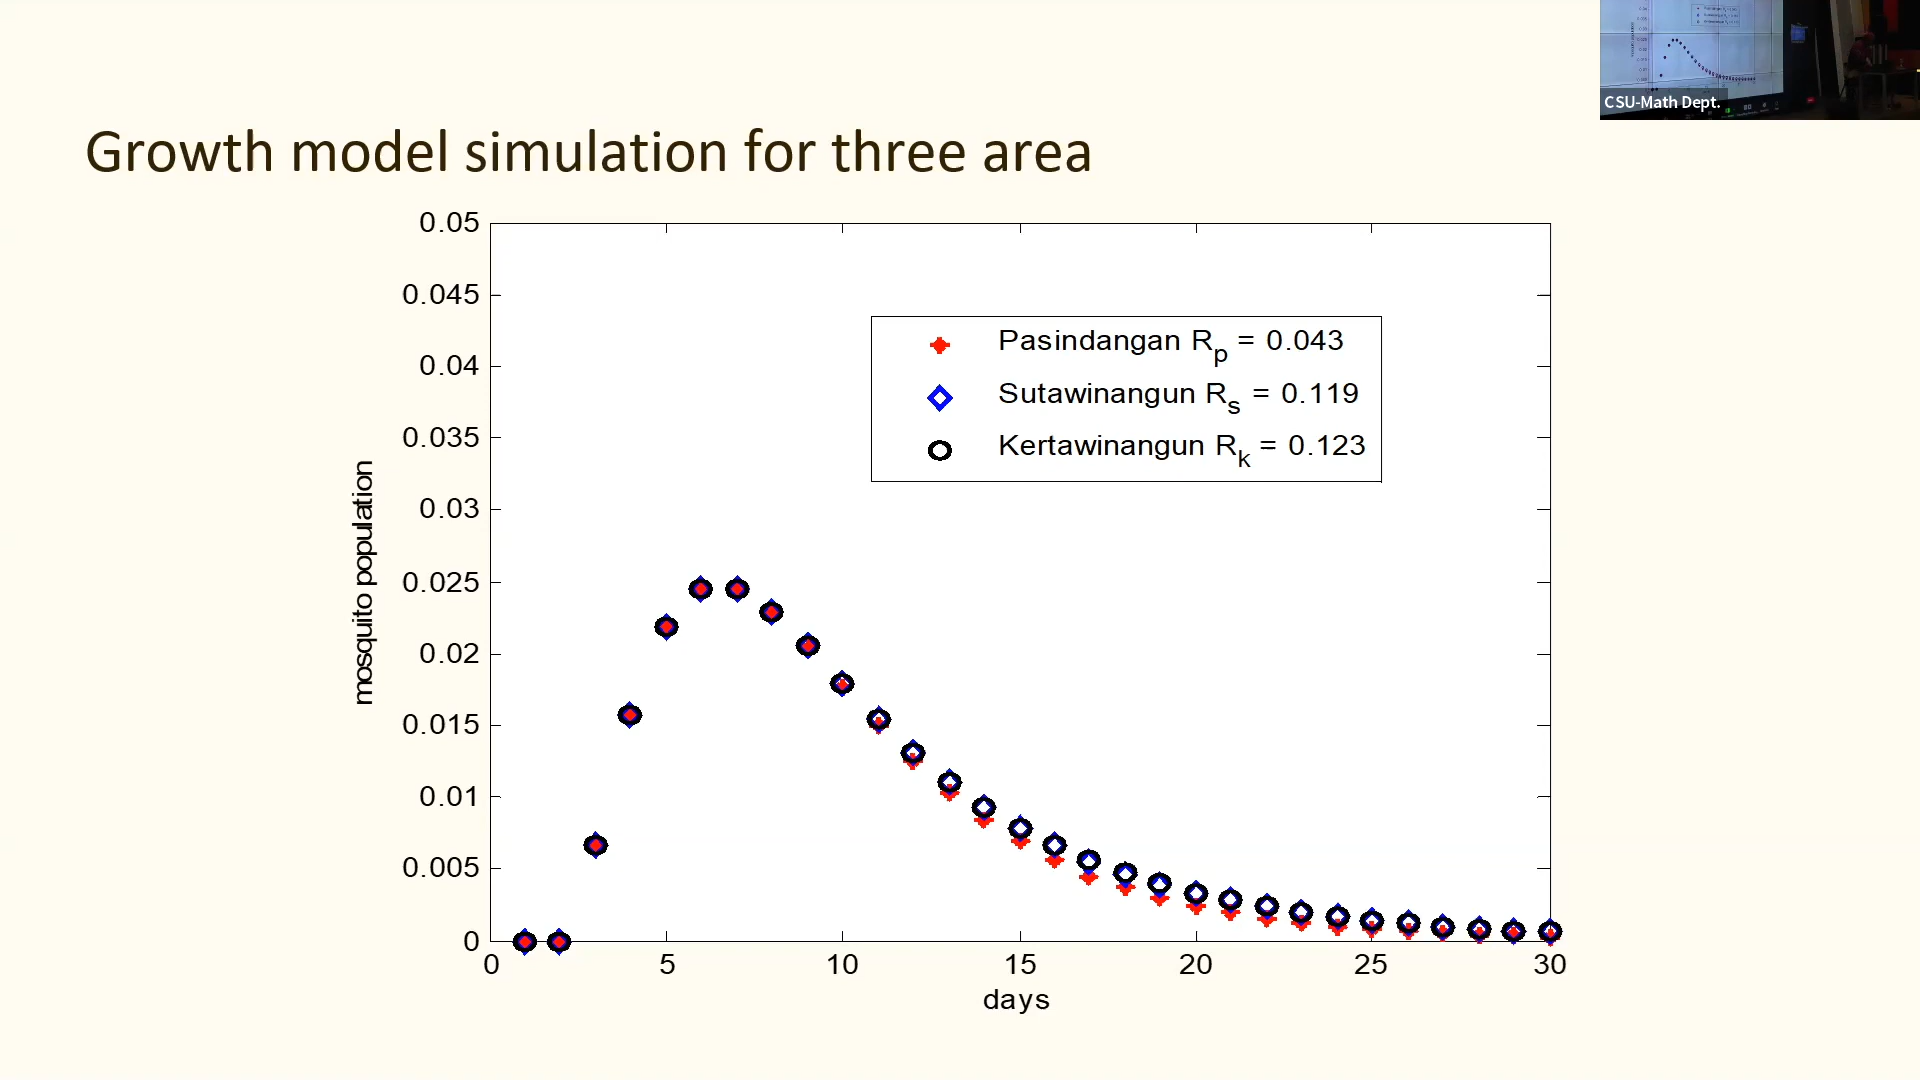 CSU-Math Dept.
Growth model simulation for three area
0.05
0.045
0.04
0.035
0.03
0.025
0.02
0.015
0.01
0.005
0
mosquito population
Pasindangan Rp = 0.043
Sutawinangun Rs = 0.119
Kertawinangun Rk = 0.123
0 5 10 15 20 25 30
days